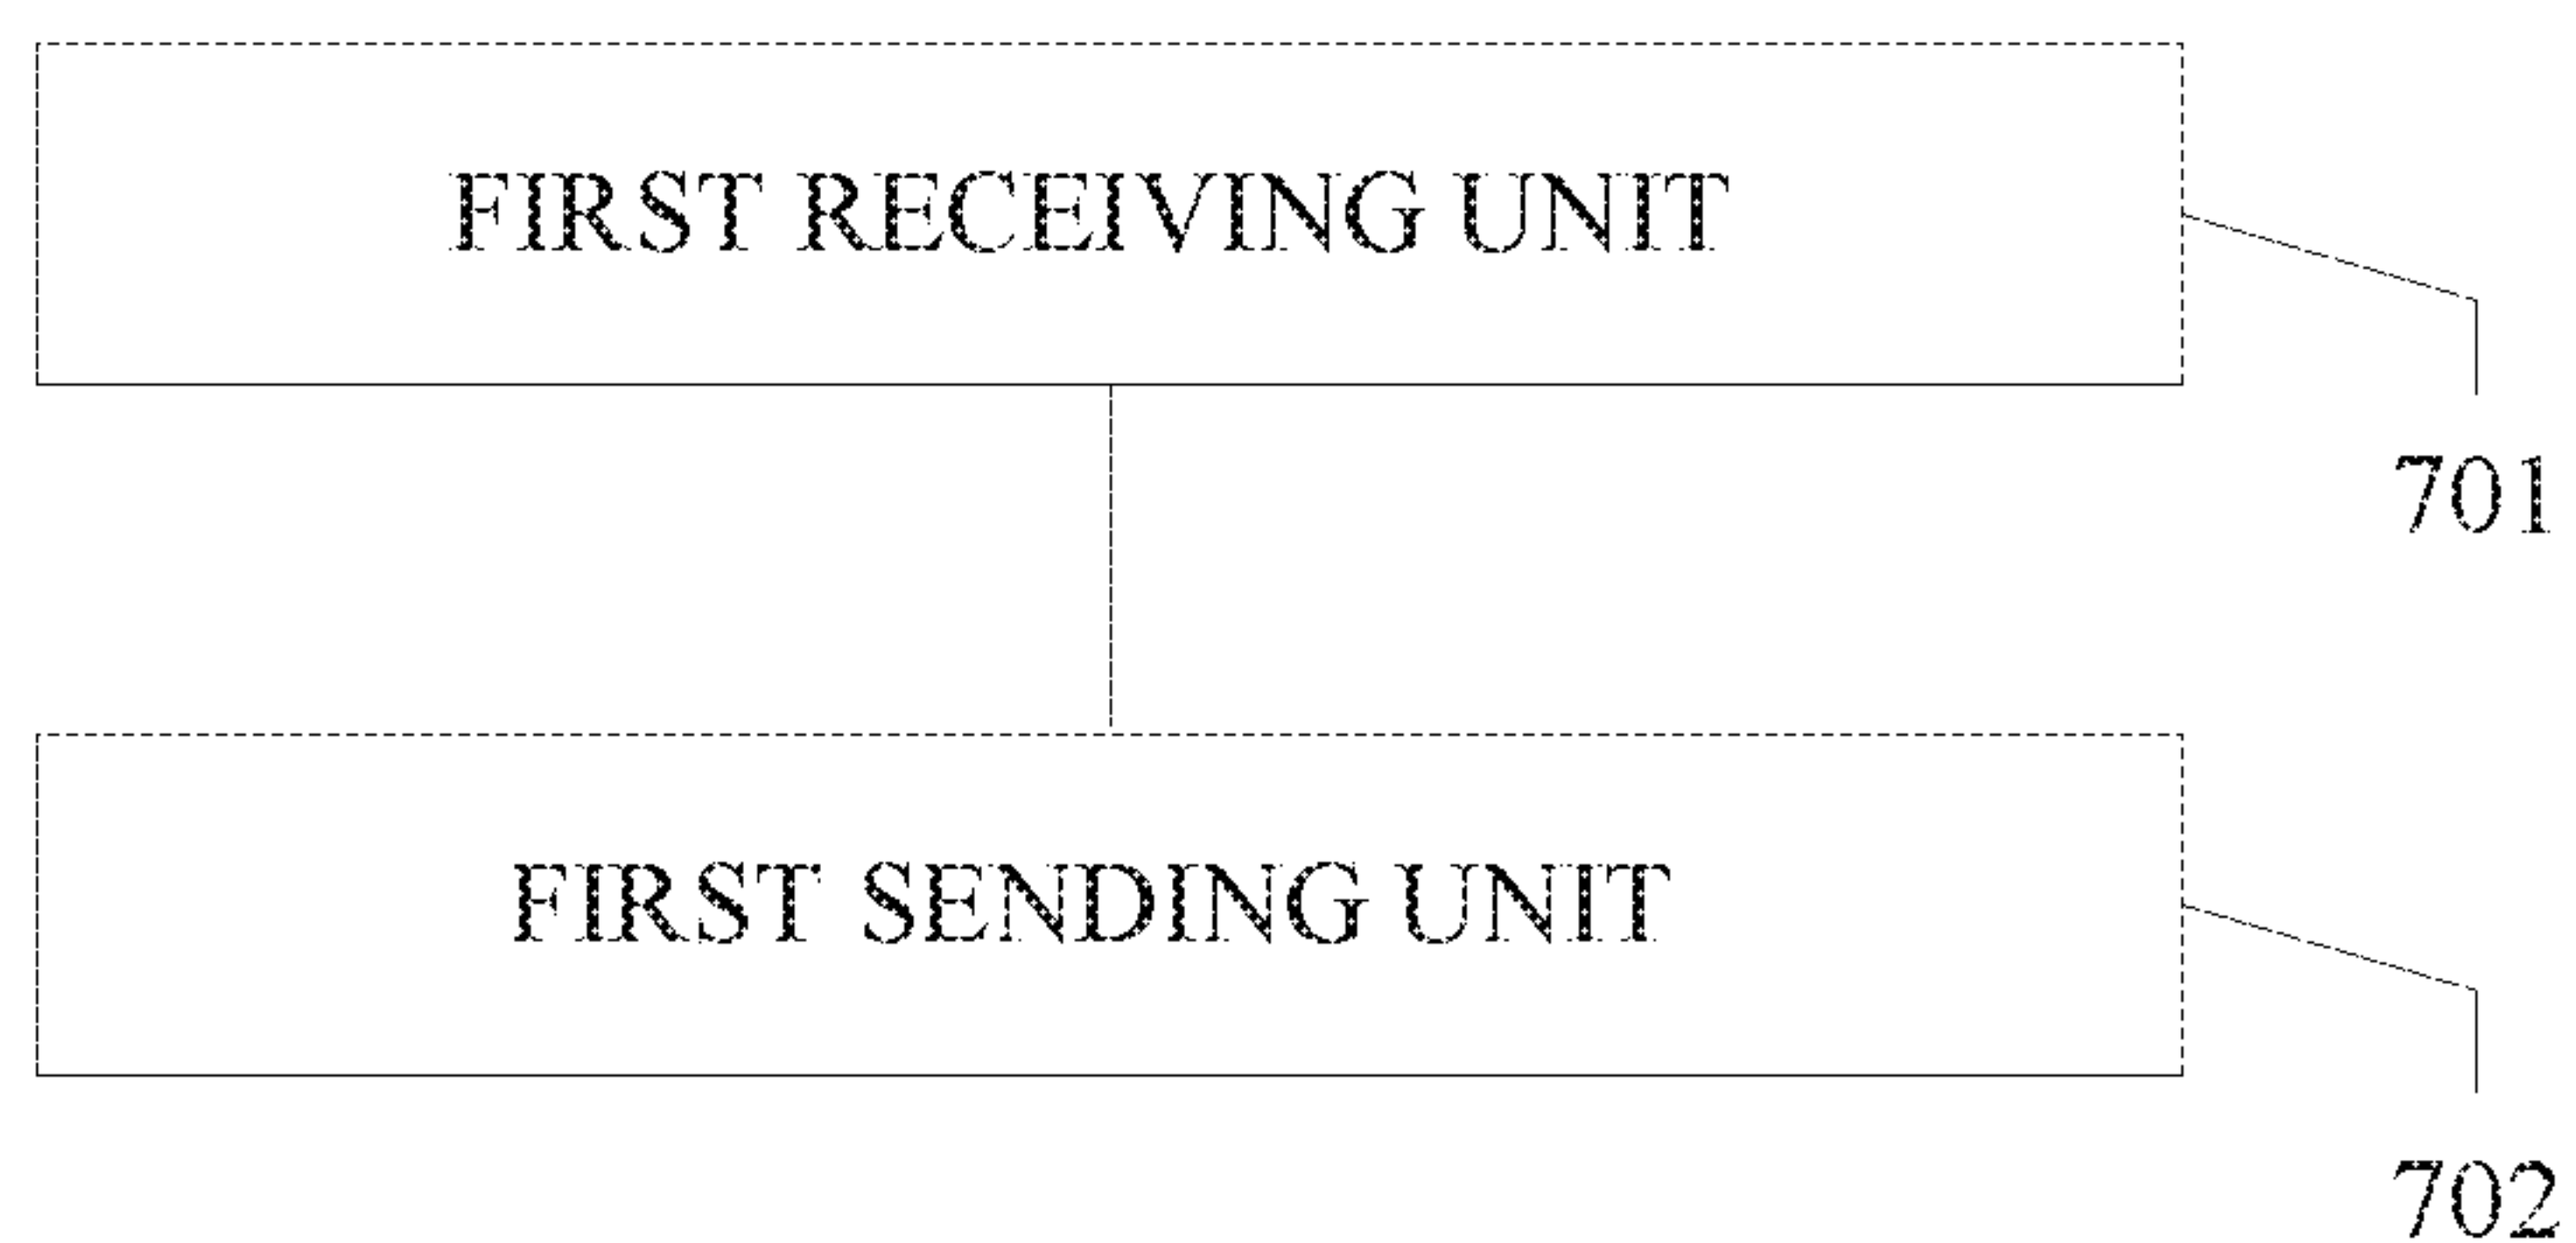 FIRST RECEIVING UNIT
701
FIRST SENDING UNIT
702